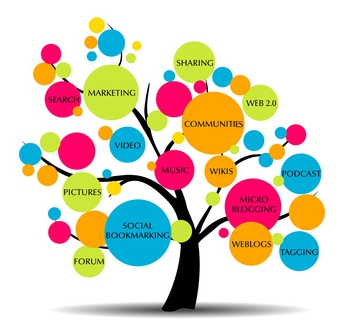 SHARING
MARKETING
SEARCH
WEB 2.0
COMMUNITIES
VIDEO
MUSIC
WIKIS
PODCAST
PICTURES
MICRO
BLOGGING
SOCIAL
BOOKMARKING
WEBLOGS
TAGGING
FORUM